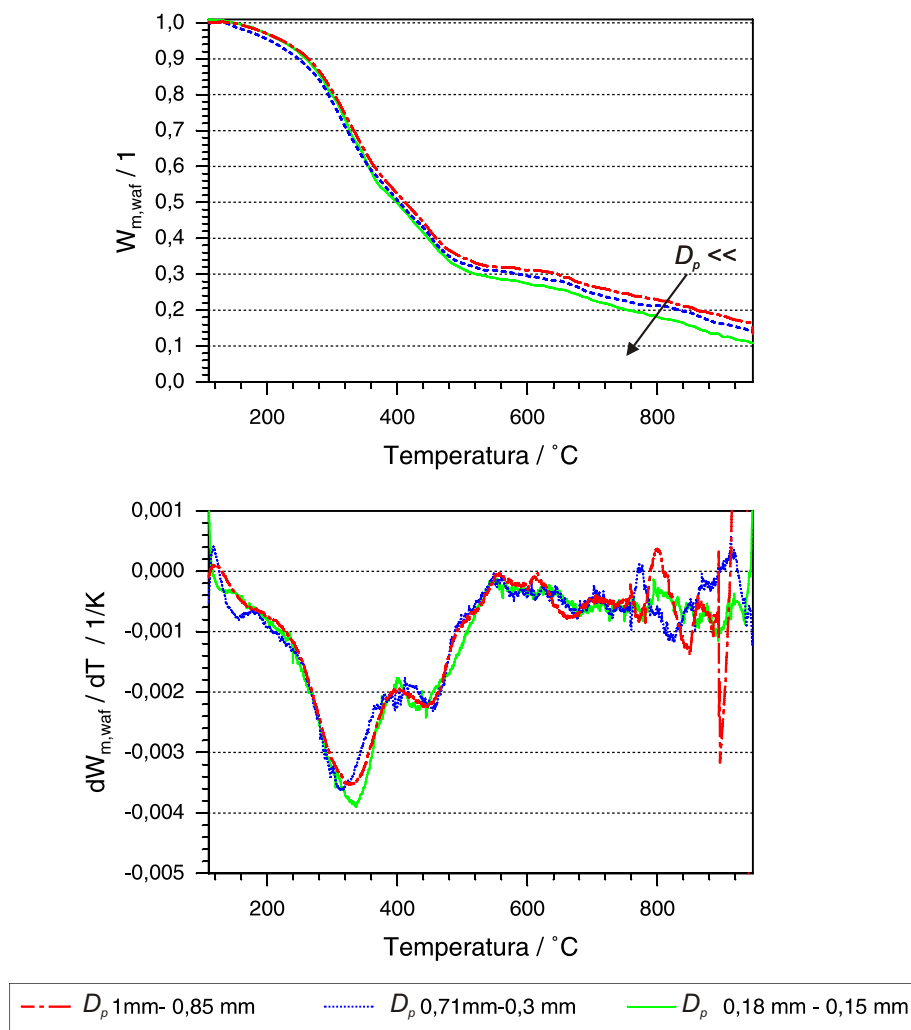 1,0
0,9
0,8
0,7
0,6
0,5
0,4
0,3
0,2
0,1
0,0
W m,waf / 1
D p <<
200 400 600 800
Temperatura / °C
0,001
0,000
-0,001
-0,002
-0,003
-0,004
-0,005
dW m,waf / dT / 1/K
200 400 600 800
Temperatura / °C
D p 1mm- 0,85 mm D p 0,71mm-0,3 mm D p 0,18 mm - 0,15 mm